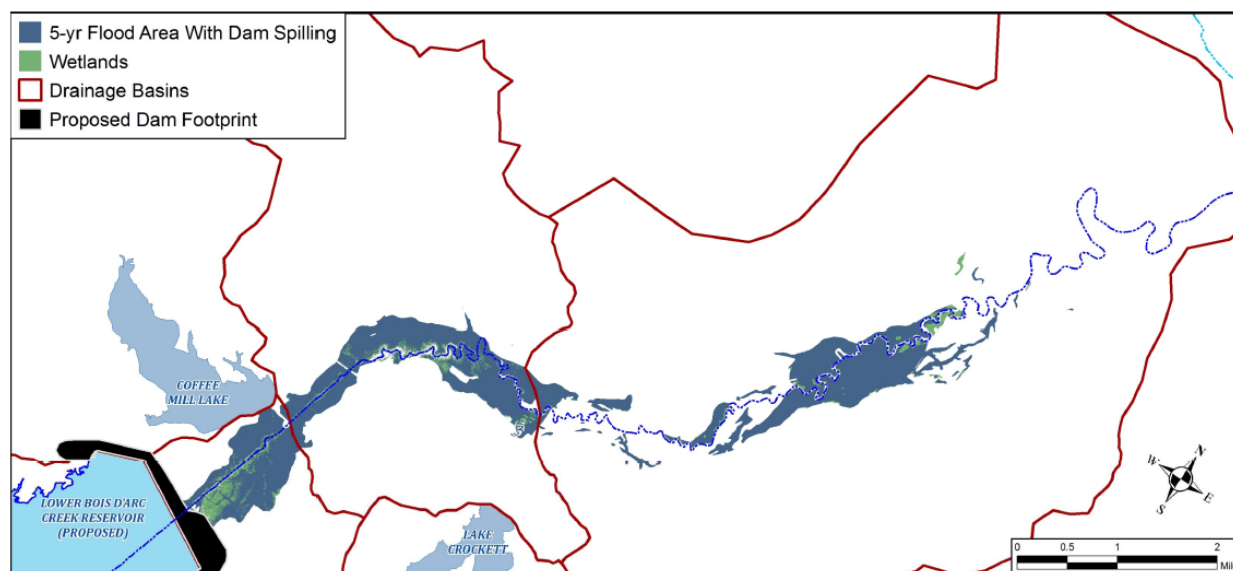 5-yr Flood Area With Dam Spilling
Wetlands
Drainage Basins
Proposed Dam Footprint
COFFEE
MILL LAKE
LOWER BOIS D'ARC
CREEK RESERVOIR
(PROPOSED)
LAKE
CROCKETT
W N
S E
0 0.5 1 2
Mil